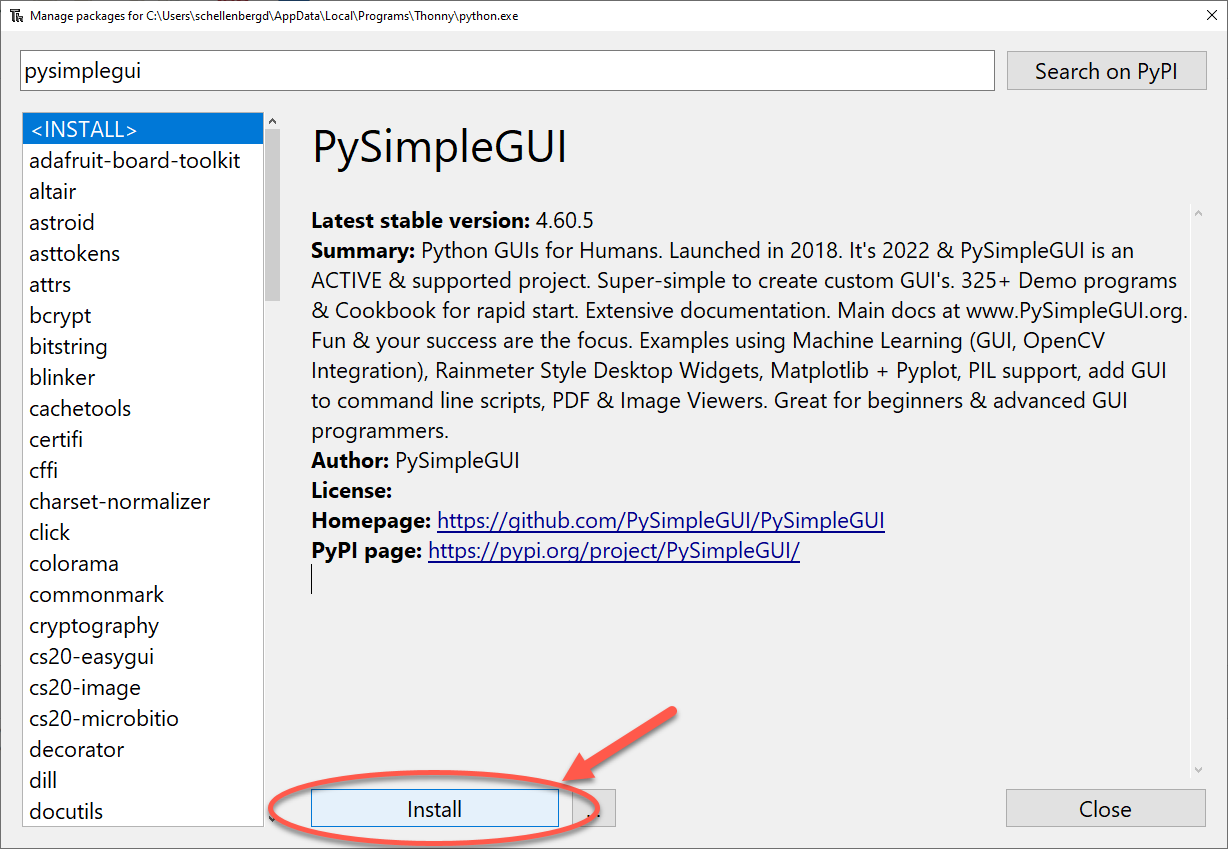 Manage packages for C:\Users\schellenbergd\AppData\Local\Programs\Thonny\python.exe
pysimplegui
Search on PyPI
<INSTALL>
adafruit-board-toolkit
altair
astroid
asttokens
attrs
bcrypt
bitstring
blinker
cachetools
certifi
cffi
charset-normalizer
click
colorama
commonmark
cryptography
cs20-easygui
cs20-image
cs20-microbitio
decorator
dill
docutils
PySimpleGUI
Latest stable version: 4.60.5
Summary: Python GUIs for Humans. Launched in 2018. It's 2022 & PySimpleGUI is an
ACTIVE & supported project. Super-simple to create custom GUI's. 325+ Demo programs
& Cookbook for rapid start. Extensive documentation. Main docs at www.PySimpleGUI.org.
Fun & your success are the focus. Examples using Machine Learning (GUI, OpenCV
Integration), Rainmeter Style Desktop Widgets, Matplotlib + Pyplot, PIL support, add GUI
to command line scripts, PDF & Image Viewers. Great for beginners & advanced GUI
programmers.
Author: PySimpleGUI
License:
Homepage: https://github.com/PySimpleGUI/PySimpleGUI
PyPI page: https://pypi.org/project/PySimpleGUI/
Install
...
Close